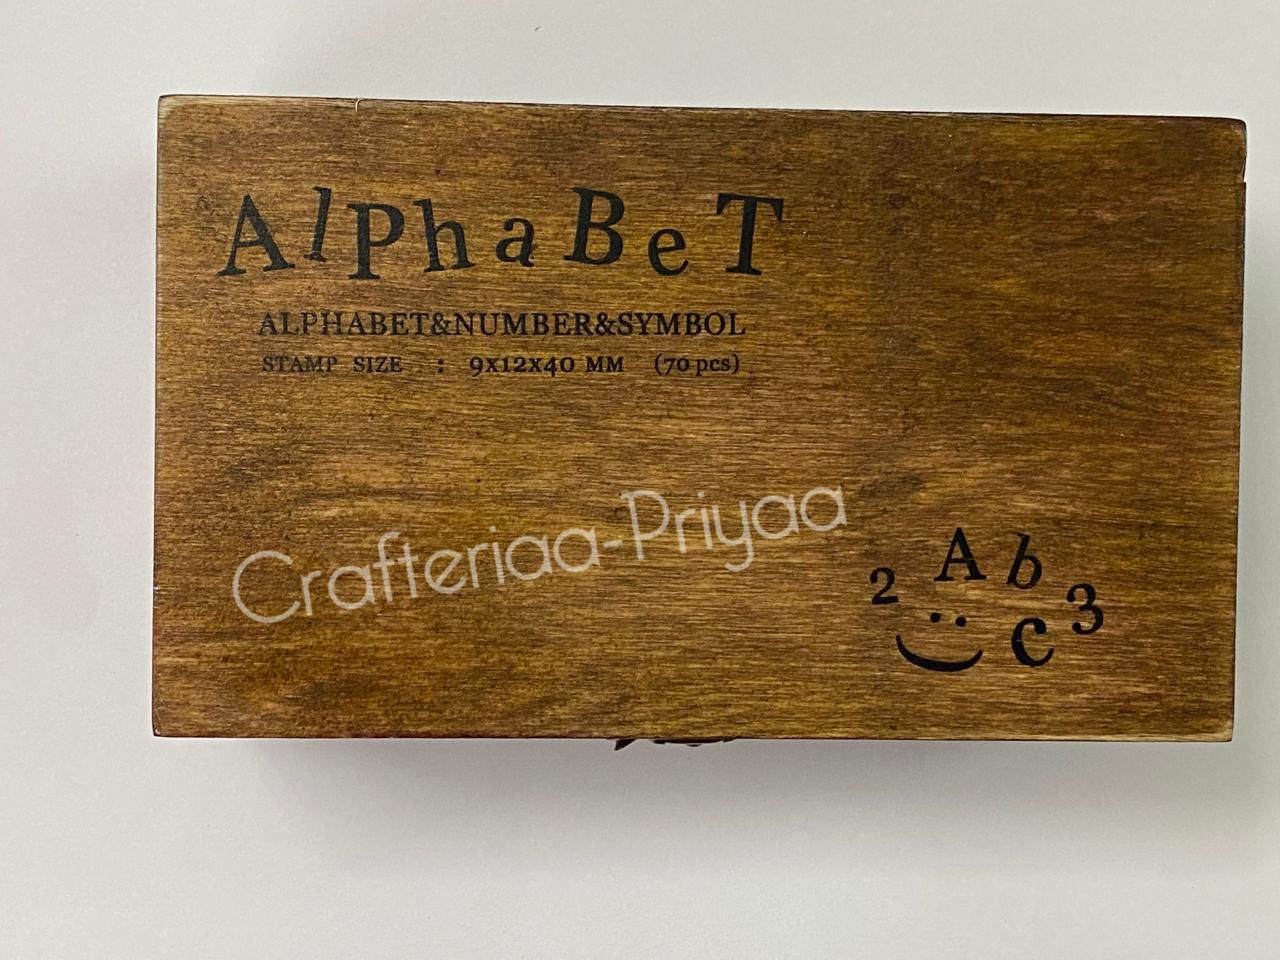 AlPhaBeT
ALPHABET&NUMBER&SYMBOL
STAMP SIZE : 9x12x40 MM (70 pcs)
Crafteriaa-Priyaa
2 A b 3
c